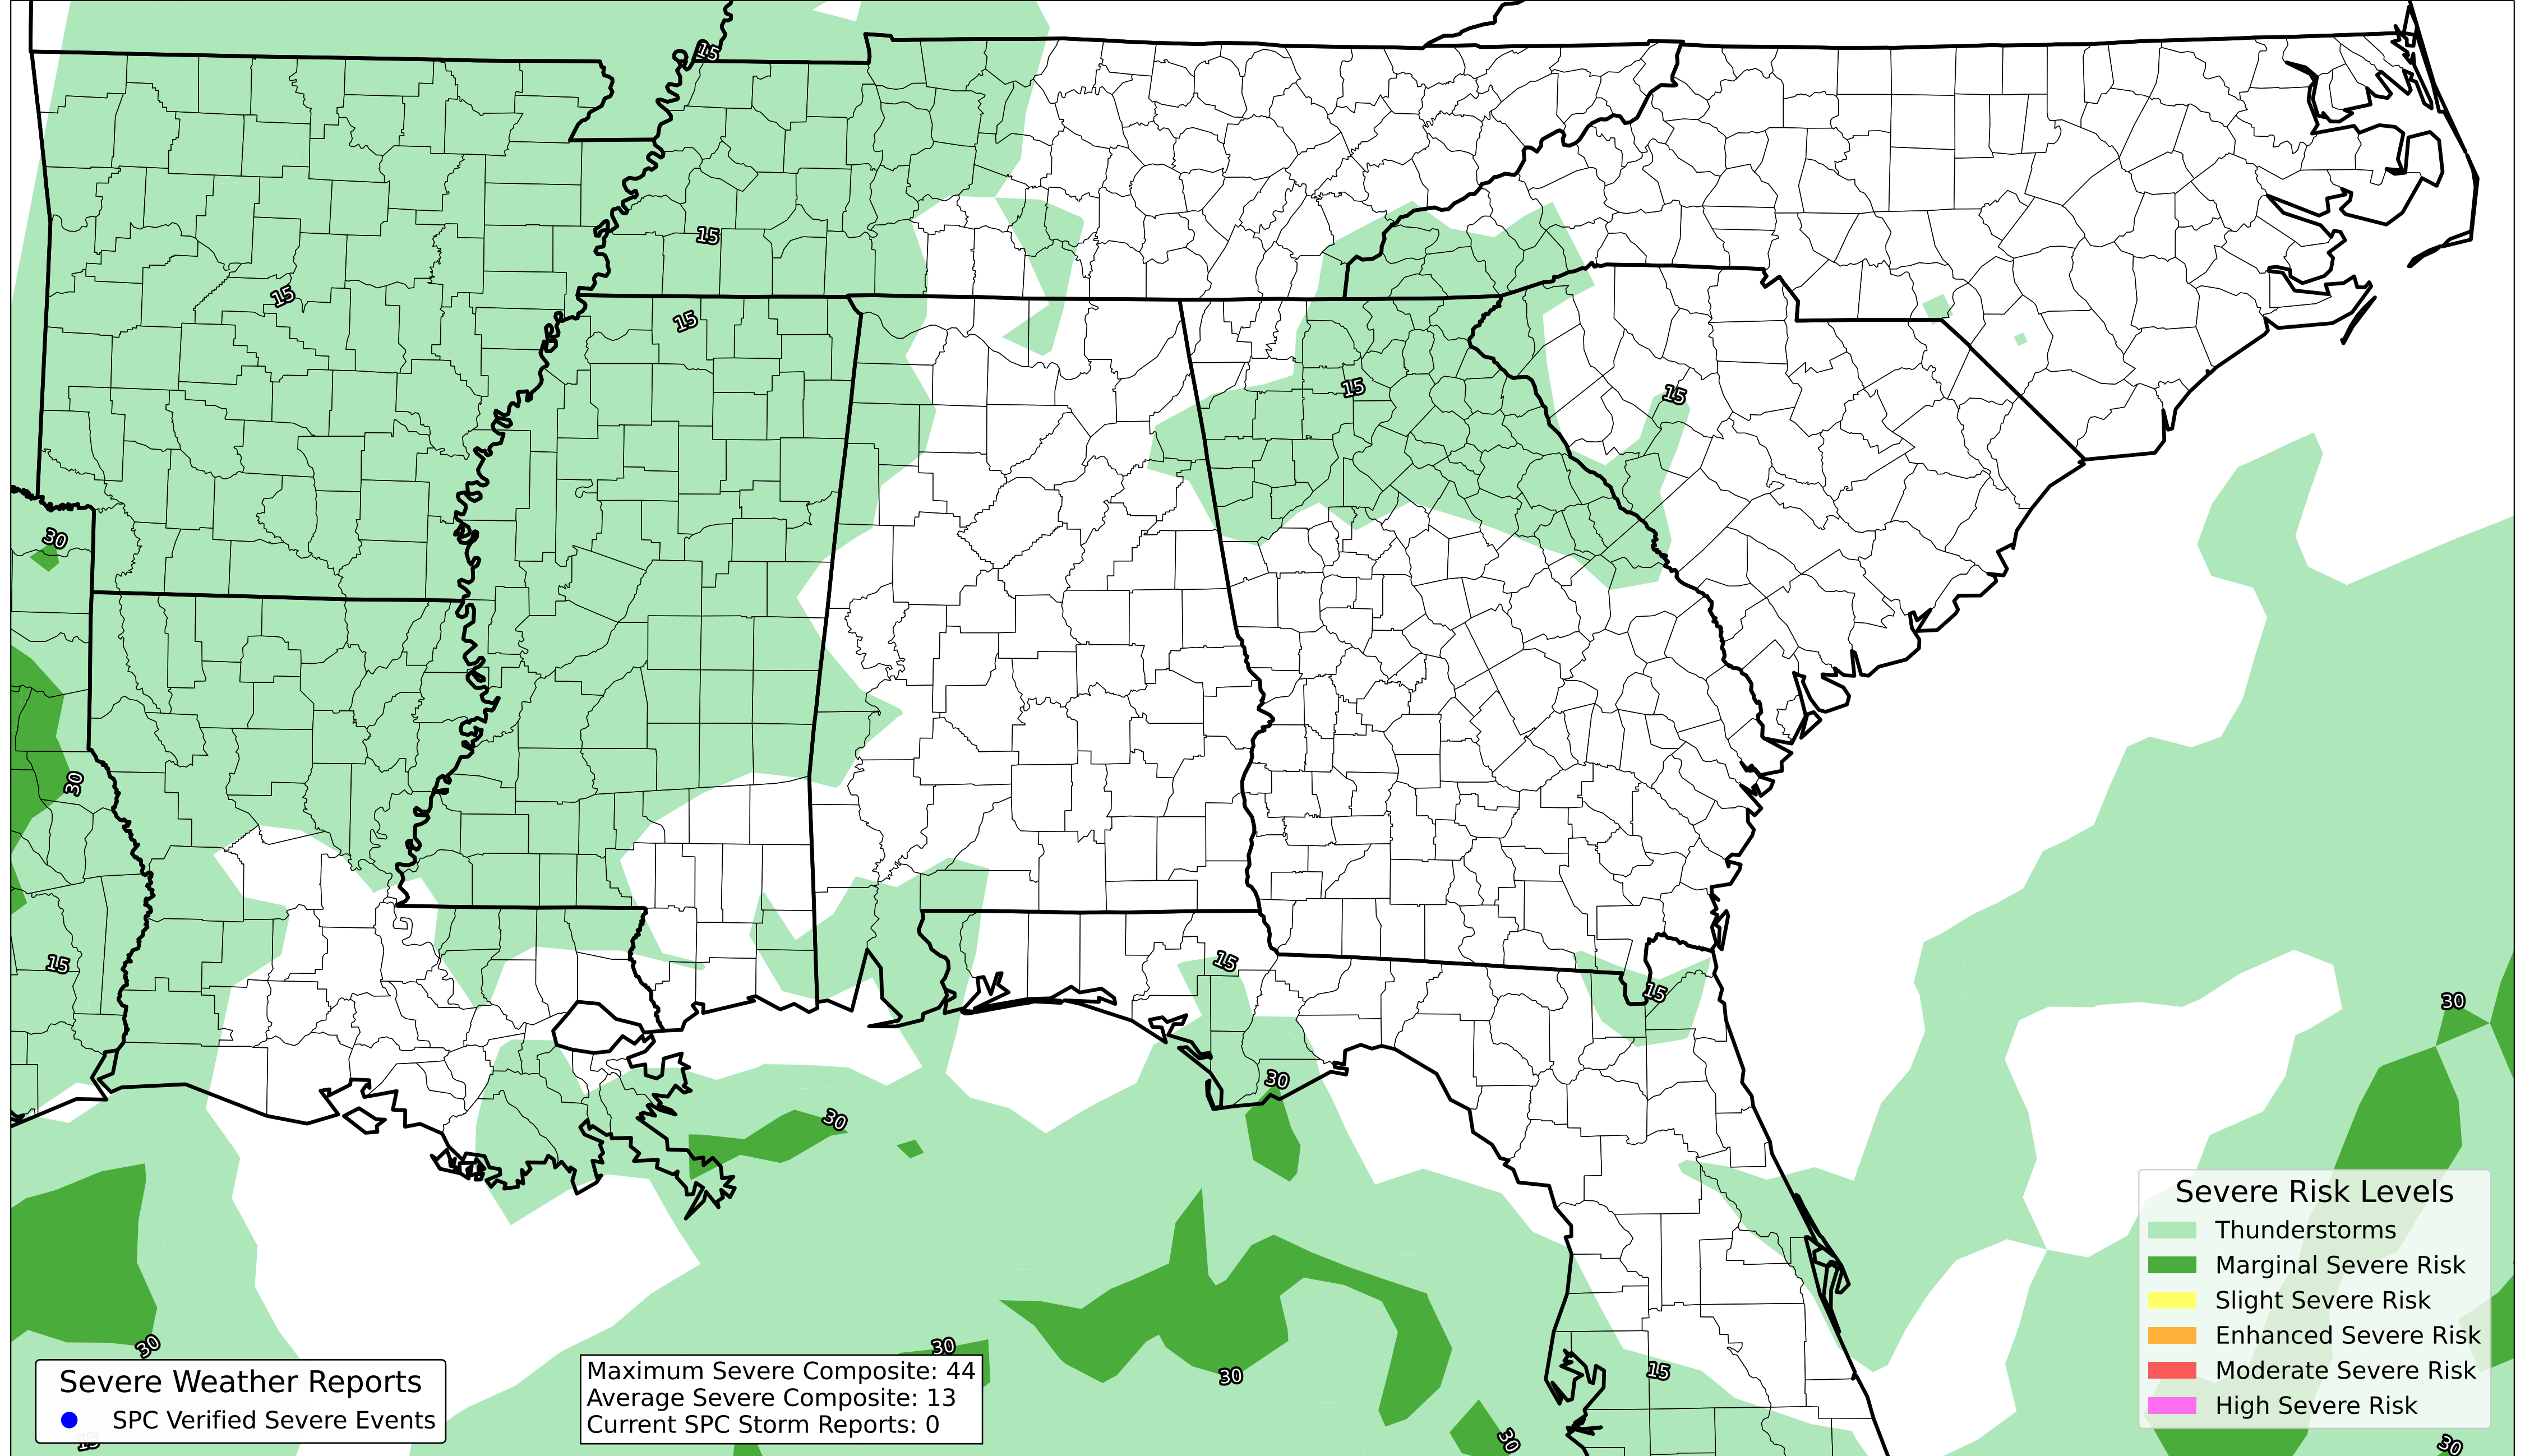 15
15
15
15
15
15
30
30
15
15
15
30
30
30
30
30
30
15
30
30
15
Severe Risk Levels
Thunderstorms
Marginal Severe Risk
Slight Severe Risk
Enhanced Severe Risk
Moderate Severe Risk
High Severe Risk
Severe Weather Reports
SPC Verified Severe Events
Maximum Severe Composite: 44
Average Severe Composite: 13
Current SPC Storm Reports: 0